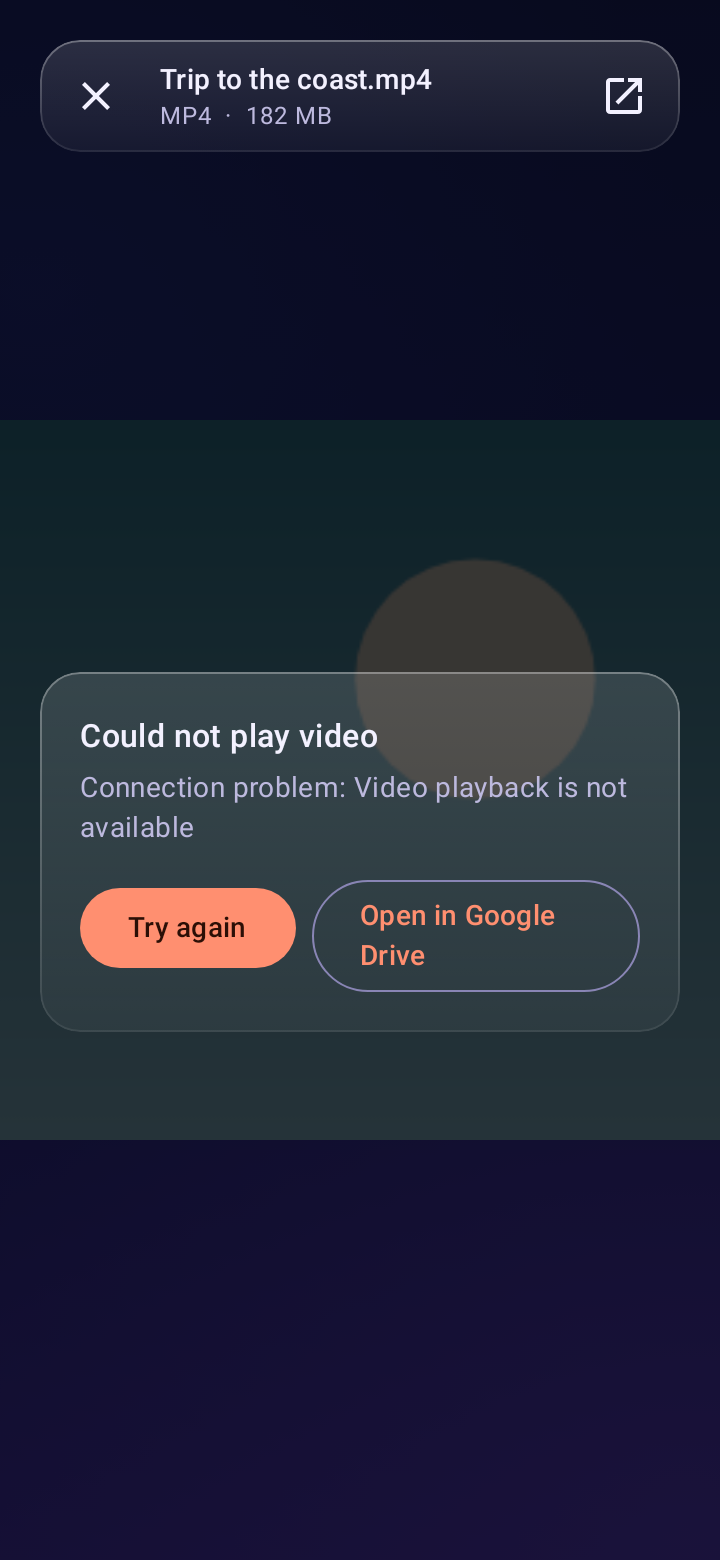 Trip to the coast.mp4
MP4 · 182 MB
Could not play video
Connection problem: Video playback is not
available
Try again
Open in Google
Drive